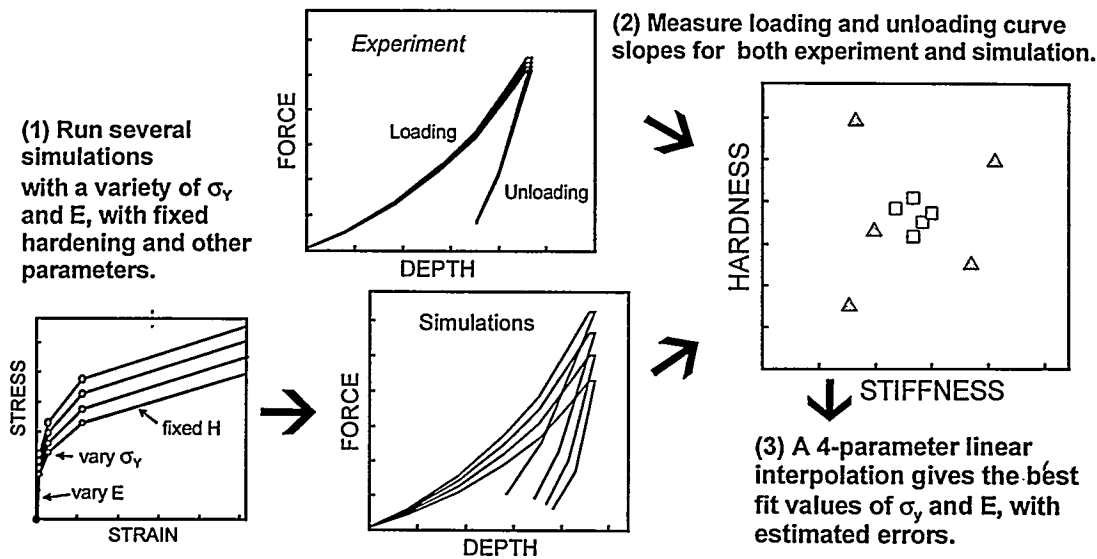 (1) Run several
simulations
with a variety of σY
and E, with fixed
hardening and other
parameters.
STRESS
fixed H
vary σY
vary E
STRAIN
Experiment
FORCE
Loading
Unloading
DEPTH
Simulations
FORCE
DEPTH
(2) Measure loading and unloading curve
slopes for both experiment and simulation.
HARDNESS
STIFFNESS
(3) A 4-parameter linear
interpolation gives the best
fit values of σy and E, with
estimated errors.